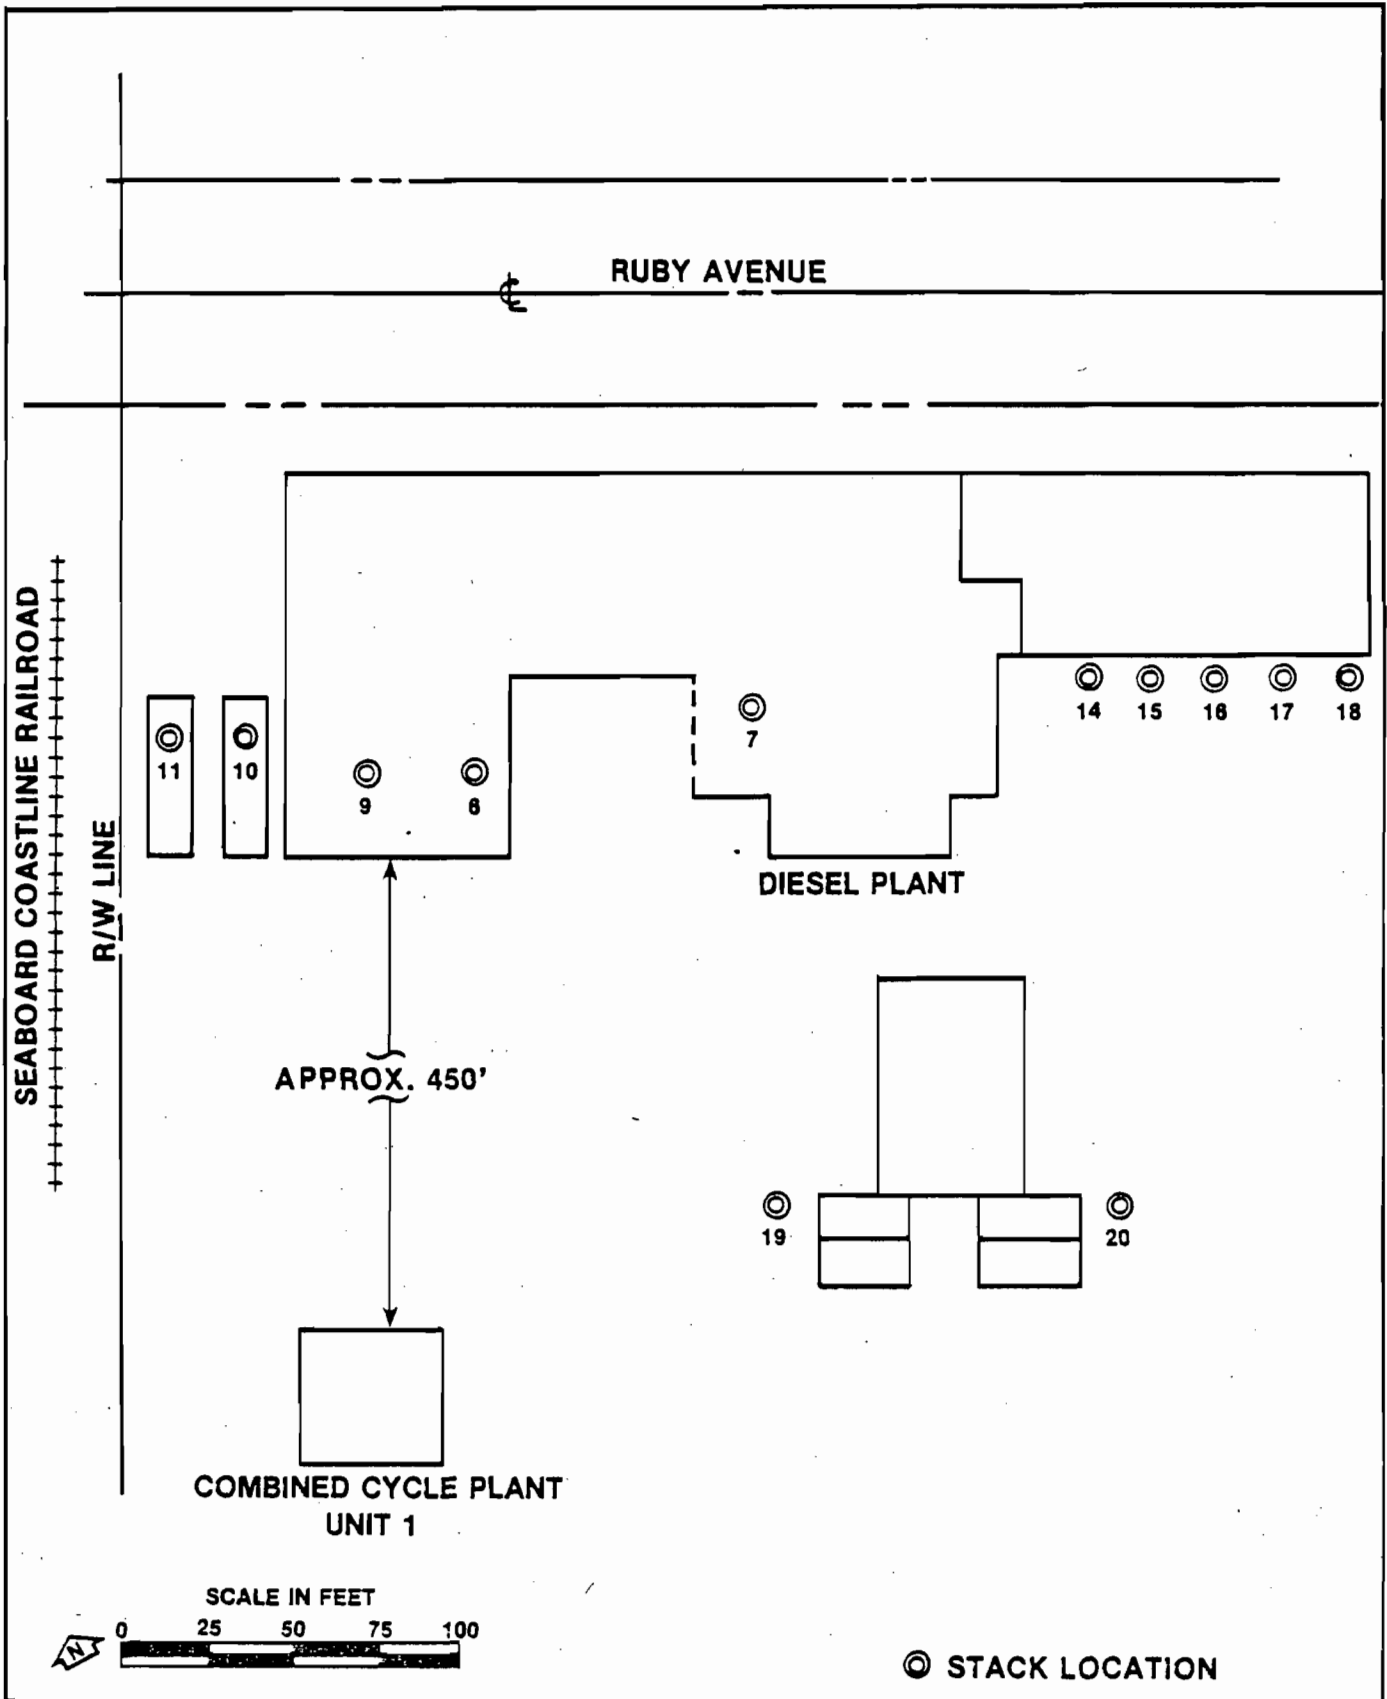 RUBY AVENUE
℄
SEABOARD COASTLINE RAILROAD
R/W LINE
14 15 16 17 18
7
11 10
9 6
DIESEL PLANT
APPROX. 450'
19 20
COMBINED CYCLE PLANT
UNIT 1
SCALE IN FEET
0 25 50 75 100
N
STACK LOCATION